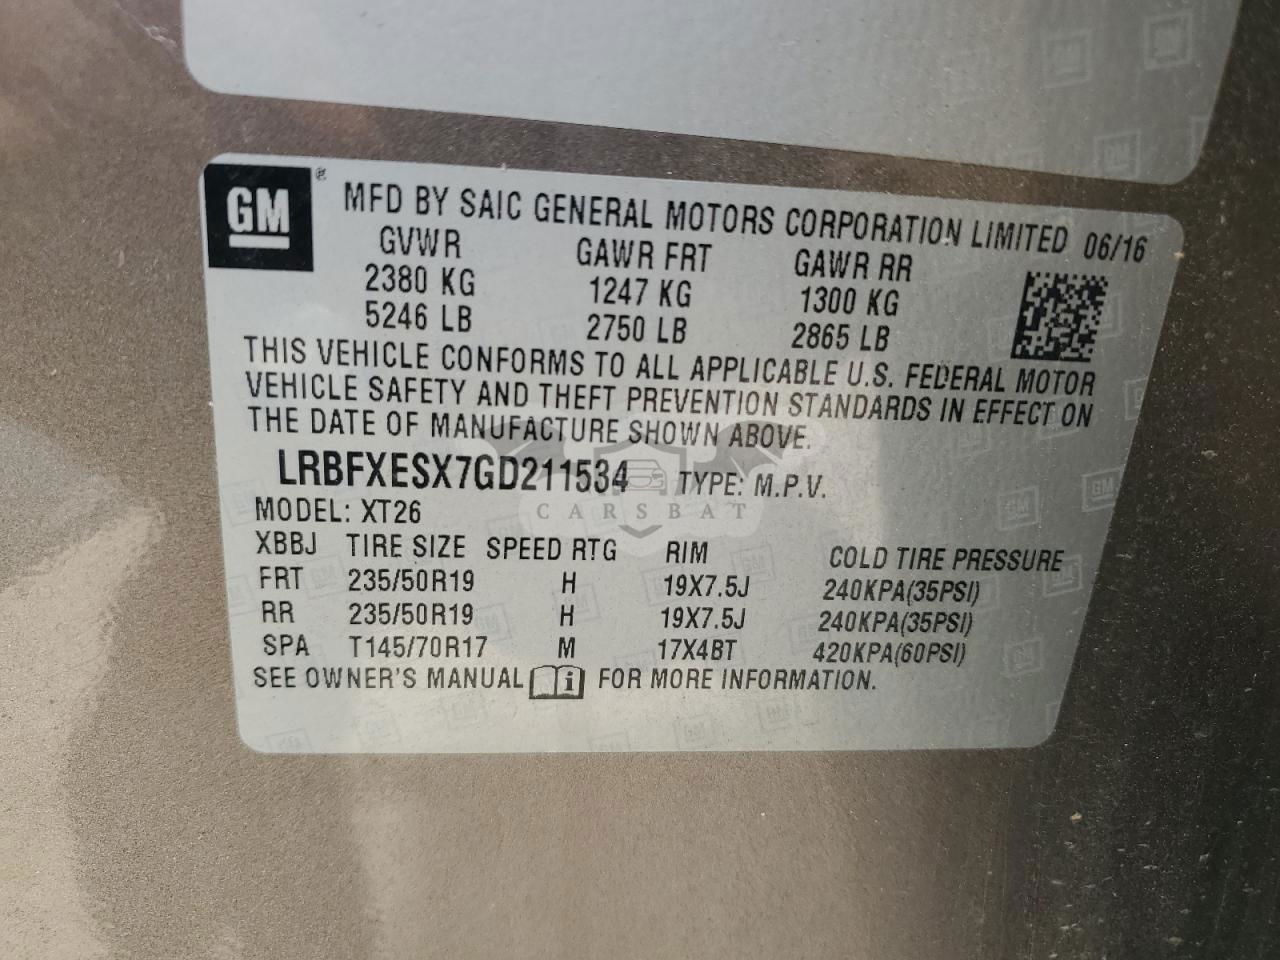 GM ® MFD BY SAIC GENERAL MOTORS CORPORATION LIMITED 06/16
GVWR GAWR FRT GAWR RR
2380 KG 1247 KG 1300 KG
5246 LB 2750 LB 2865 LB
THIS VEHICLE CONFORMS TO ALL APPLICABLE U.S. FEDERAL MOTOR
VEHICLE SAFETY AND THEFT PREVENTION STANDARDS IN EFFECT ON
THE DATE OF MANUFACTURE SHOWN ABOVE.
LRBFXESX7GD211534 TYPE: M.P.V.
CARSBAT
MODEL: XT26
XBBJ TIRE SIZE SPEED RTG RIM COLD TIRE PRESSURE
FRT 235/50R19 H 19X7.5J 240KPA(35PSI)
RR 235/50R19 H 19X7.5J 240KPA(35PSI)
SPA T145/70R17 M 17X4BT 420KPA(60PSI)
SEE OWNER'S MANUAL i FOR MORE INFORMATION.